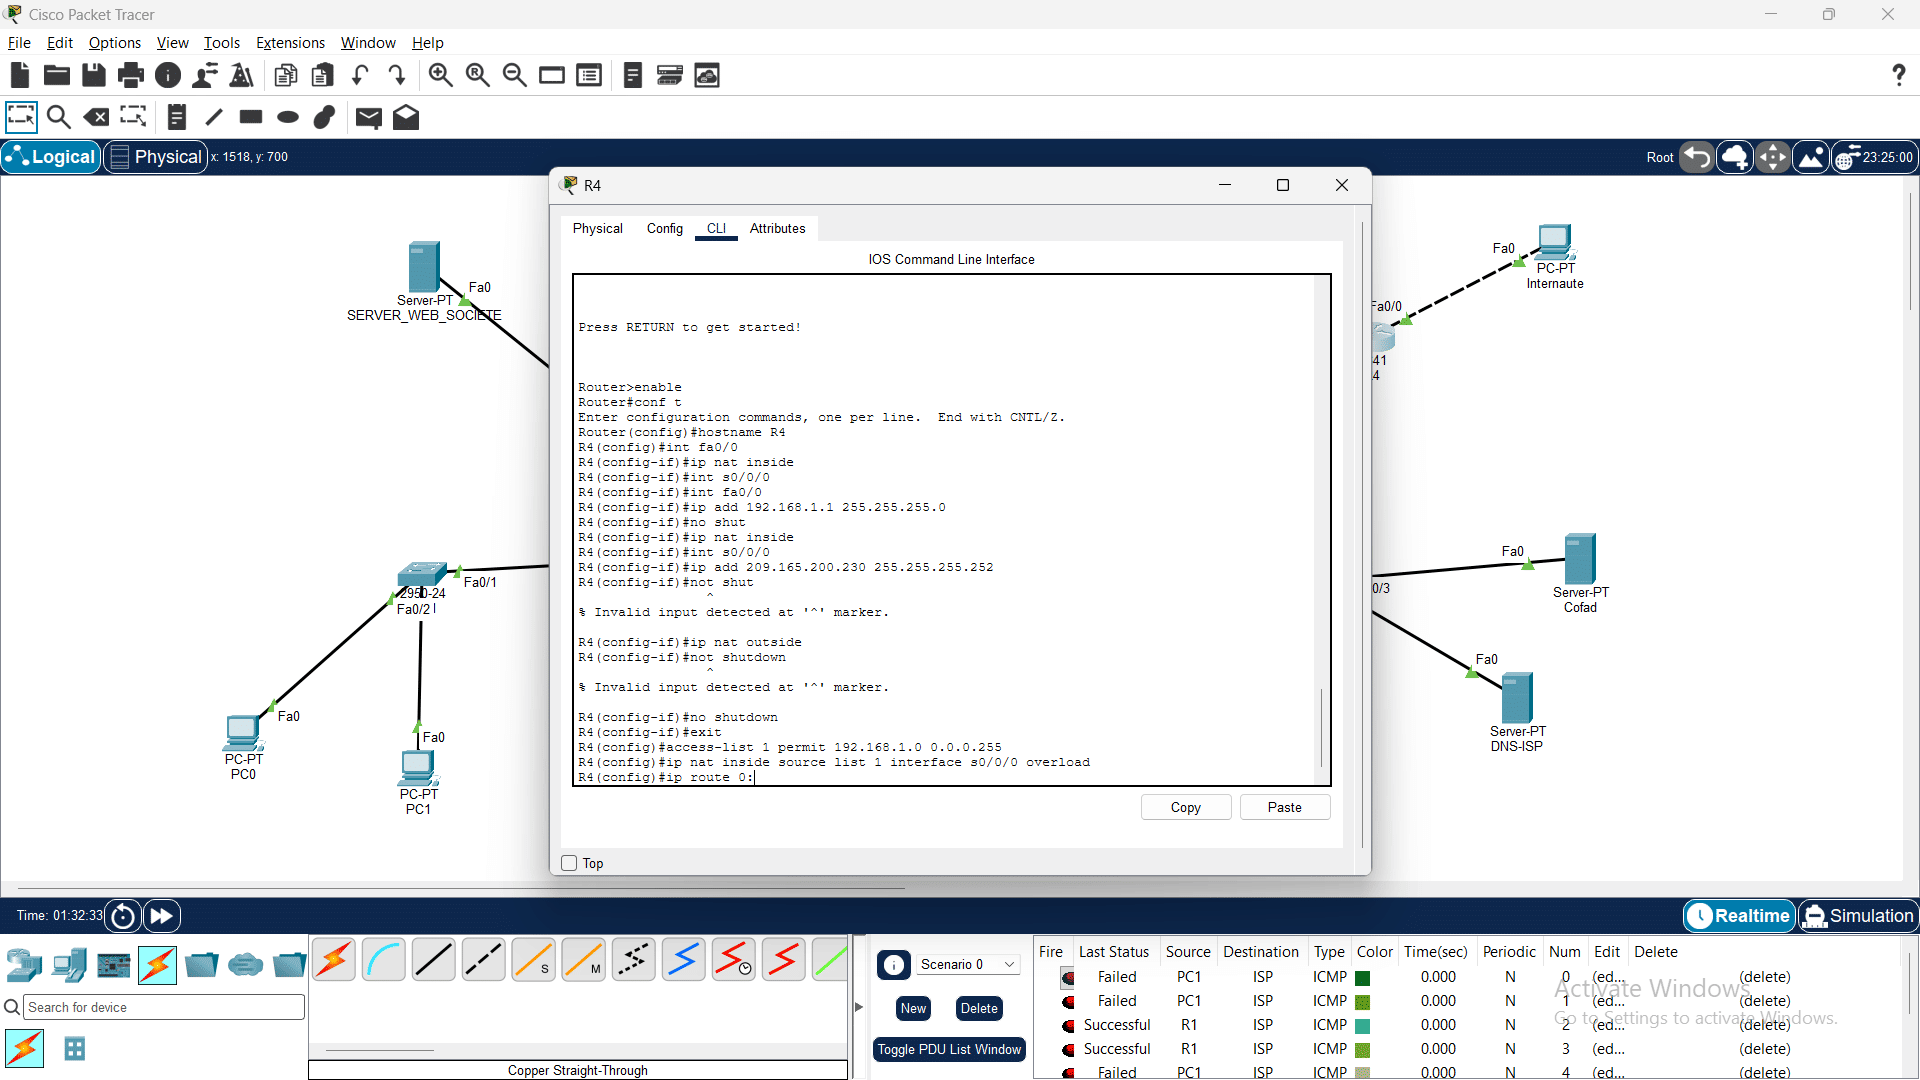 Cisco Packet Tracer
File Edit Options View Tools Extensions Window Help
Logical Physical x: 1518, y: 700 Root 23:25:00
R4
Physical Config CLI Attributes
IOS Command Line Interface
Press RETURN to get started!
Router>enable
Router#conf t
Enter configuration commands, one per line.  End with CNTL/Z.
Router(config)#hostname R4
R4(config)#int fa0/0
R4(config-if)#ip nat inside
R4(config-if)#int s0/0/0
R4(config-if)#int fa0/0
R4(config-if)#ip add 192.168.1.1 255.255.255.0
R4(config-if)#no shut
R4(config-if)#ip nat inside
R4(config-if)#int s0/0/0
R4(config-if)#ip add 209.165.200.230 255.255.255.252
R4(config-if)#not shut
^
% Invalid input detected at '^' marker.
R4(config-if)#ip nat outside
R4(config-if)#not shutdown
^
% Invalid input detected at '^' marker.
R4(config-if)#no shutdown
R4(config-if)#exit
R4(config)#access-list 1 permit 192.168.1.0 0.0.0.255
R4(config)#ip nat inside source list 1 interface s0/0/0 overload
R4(config)#ip route 0:
Copy Paste
Top
Fa0
Server-PT
SERVER_WEB_SOCIETE
2950-24
Fa0/1
Fa0/2
Fa0
PC-PT
PC0
Fa0
PC-PT
PC1
Fa0
PC-PT
Internaute
Fa0/0
41
4
Fa0
Server-PT
Cofad
0/3
Fa0
Server-PT
DNS-ISP
Time: 01:32:33 Realtime Simulation
Search for device
S M
Copper Straight-Through
Scenario 0
New Delete
Toggle PDU List Window
Fire Last Status Source Destination Type Color Time(sec) Periodic Num Edit Delete
Failed PC1 ISP ICMP 0.000 N 0 (ed... (delete)
Failed PC1 ISP ICMP 0.000 N 1 (ed... (delete)
Successful R1 ISP ICMP 0.000 N 2 (ed... (delete)
Successful R1 ISP ICMP 0.000 N 3 (ed... (delete)
Failed PC1 ISP ICMP 0.000 N 4 (ed... (delete)
Activate Windows
Go to Settings to activate Windows.